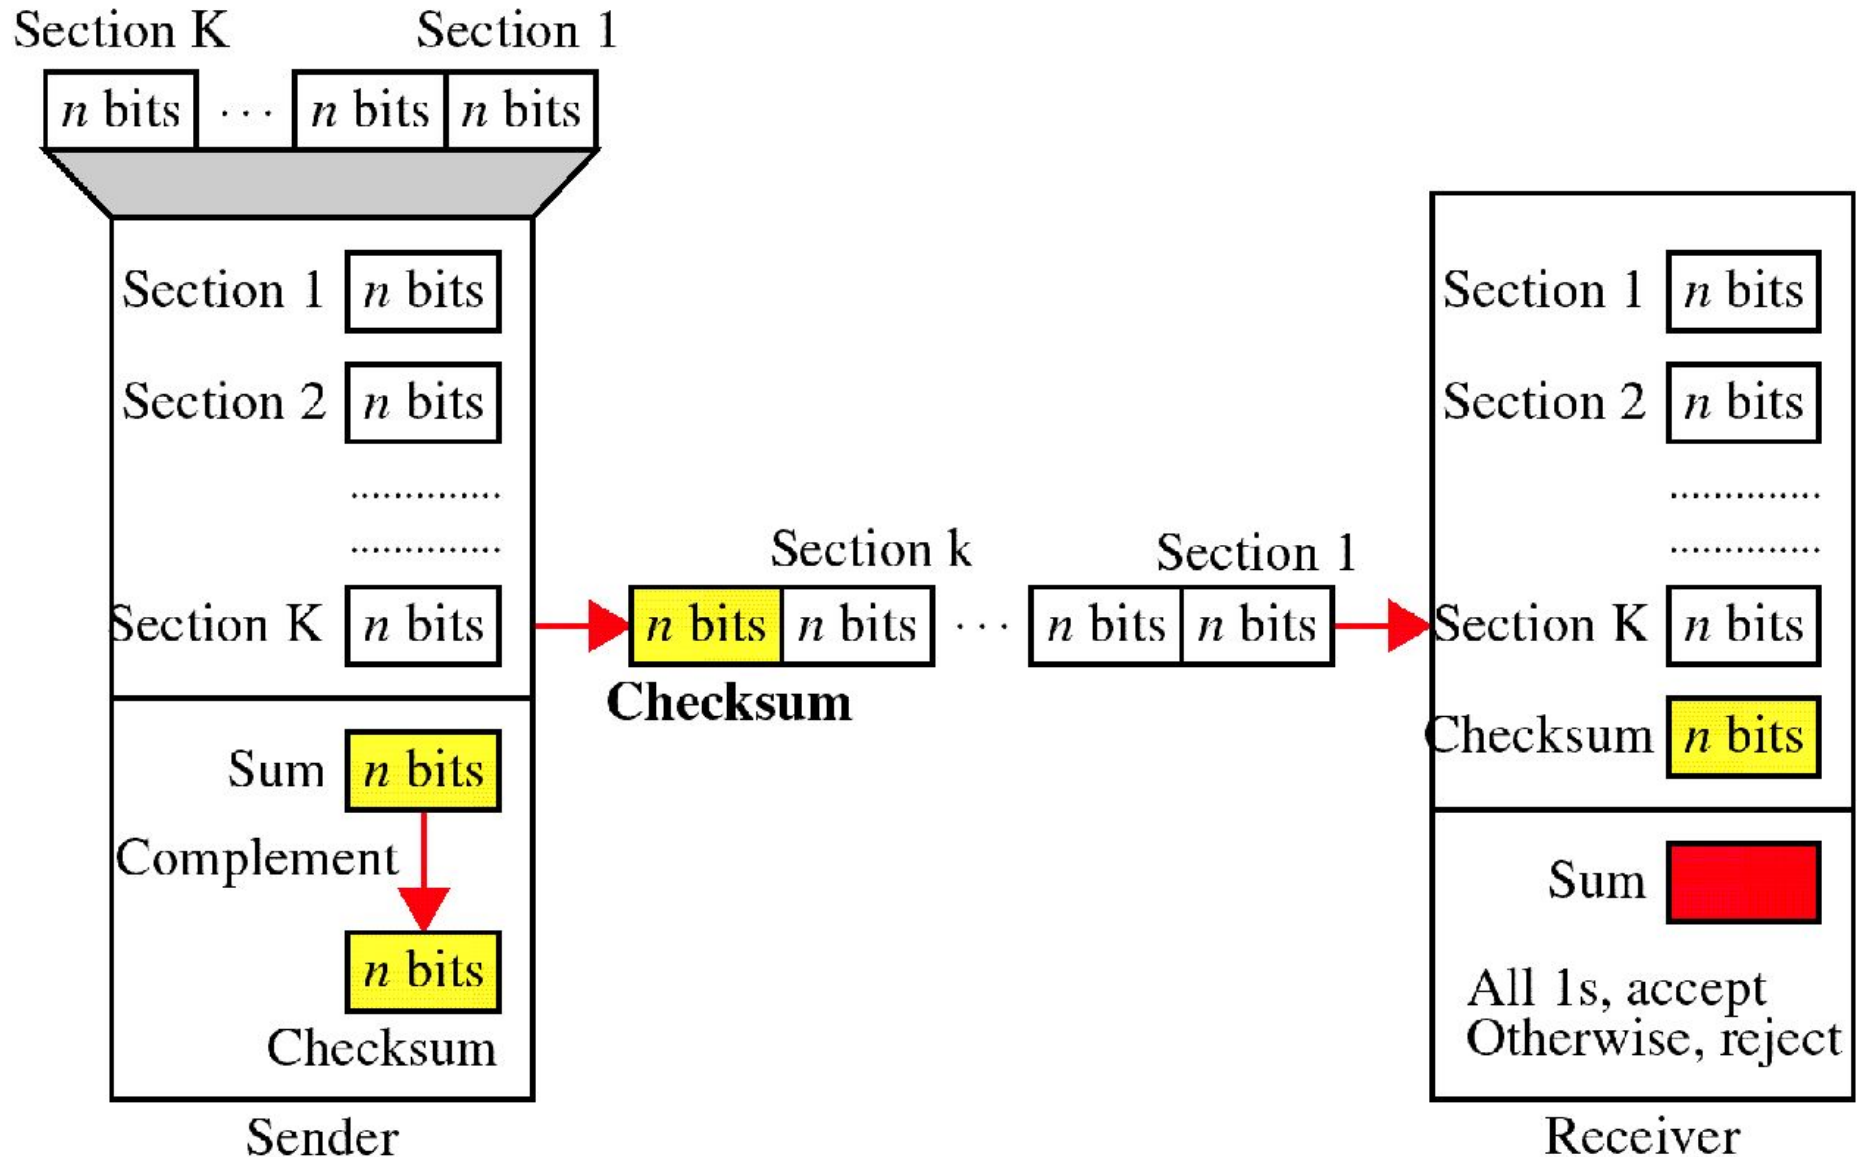 Section K Section 1
n bits ... n bits n bits
Section 1 n bits
Section 2 n bits
..............
..............
Section K n bits
Sum n bits
Complement
n bits
Checksum
Sender
Section k Section 1
n bits n bits ... n bits n bits
Checksum
Section 1 n bits
Section 2 n bits
..............
..............
Section K n bits
Checksum n bits
Sum
All 1s, accept
Otherwise, reject
Receiver